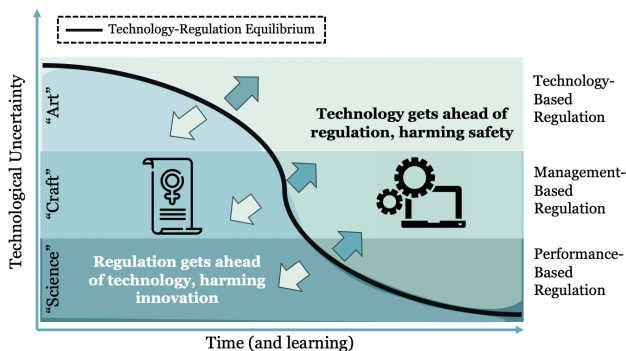 Technology-Regulation Equilibrium
Technological Uncertainty
“Art”
“Craft”
“Science”
Technology gets ahead of
regulation, harming safety
Regulation gets ahead
of technology, harming
innovation
Technology-
Based
Regulation
Management-
Based
Regulation
Performance-
Based
Regulation
Time (and learning)